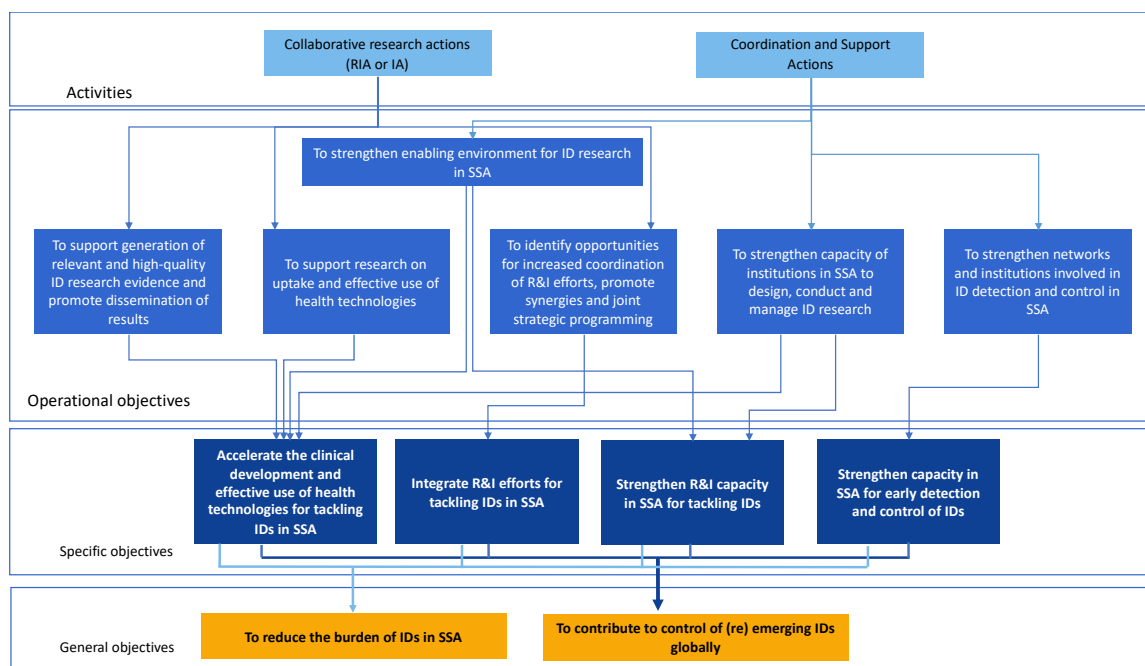 Collaborative research actions
(RIA or IA)
Coordination and Support
Actions
Activities
To strengthen enabling environment for ID research
in SSA
To support generation of
relevant and high-quality
ID research evidence and
promote dissemination of
results
To support research on
uptake and effective use of
health technologies
To identify opportunities
for increased coordination
of R&I efforts, promote
synergies and joint
strategic programming
To strengthen capacity of
institutions in SSA to
design, conduct and
manage ID research
To strengthen networks
and institutions involved in
ID detection and control in
SSA
Operational objectives
Accelerate the clinical
development and
effective use of health
technologies for tackling
IDs in SSA
Integrate R&I efforts for
tackling IDs in SSA
Strengthen R&I capacity
in SSA for tackling IDs
Strengthen capacity in
SSA for early detection
and control of IDs
Specific objectives
To reduce the burden of IDs in SSA
To contribute to control of (re) emerging IDs
globally
General objectives